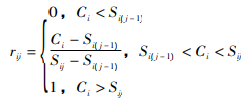 0，C_i < S_{i(j-1)}
r_{ij} = { \frac{C_i - S_{i(j-1)}}{S_{ij} - S_{i(j-1)}}，S_{i(j-1)} < C_i < S_{ij}
1，C_i > S_{ij}